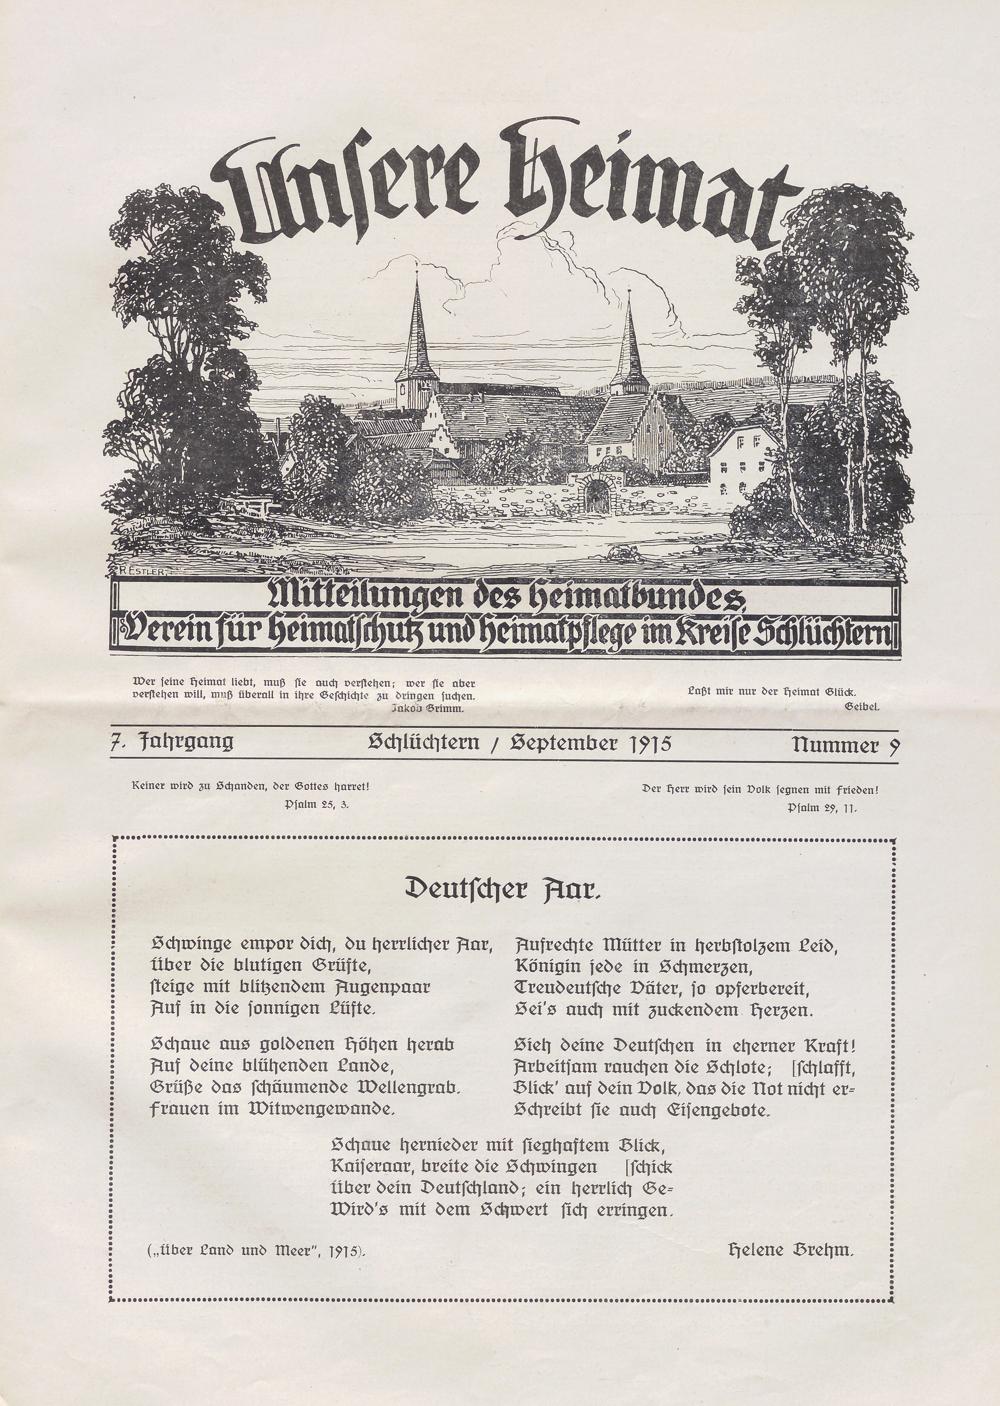 Unsere Heimat
R. ESTLER.
Mitteilungen des Heimatbundes,
Verein für Heimatschutz und Heimatpflege im Kreise Schlüchtern
Wer seine Heimat liebt, muß sie auch verstehen; wer sie aber
verstehen will, muß überall in ihre Geschichte zu dringen suchen.
Jakob Grimm.
Laßt mir nur der Heimat Glück.
Geibel.
7. Jahrgang Schlüchtern / September 1915 Nummer 9
Keiner wird zu Schanden, der Gottes harret!
Psalm 25, 3.
Der Herr wird sein Volk segnen mit Frieden!
Psalm 29, 11.
Deutscher Aar.
Schwinge empor dich, du herrlicher Aar,
Über die blutigen Grüfte,
Steige mit blitzendem Augenpaar
Auf in die sonnigen Lüfte.
Schaue aus goldenen Höhen herab
Auf deine blühenden Lande,
Grüße das schäumende Wellengrab.
Frauen im Witwengewande.
Aufrechte Mütter in herbstolzem Leid,
Königin jede in Schmerzen,
Treudeutsche Väter, so opferbereit,
Sei's auch mit zuckendem Herzen.
Sieh deine Deutschen in eherner Kraft!
Arbeitsam rauchen die Schlote; [schlafft,
Blick' auf dein Volk, das die Not nicht er-
Schreibt sie auch Eisengebote.
Schaue hernieder mit sieghaftem Blick,
Kaiseraar, breite die Schwingen [schick
Über dein Deutschland; ein herrlich Ge-
Wird's mit dem Schwert sich erringen.
(„Über Land und Meer", 1915). Helene Brehm.